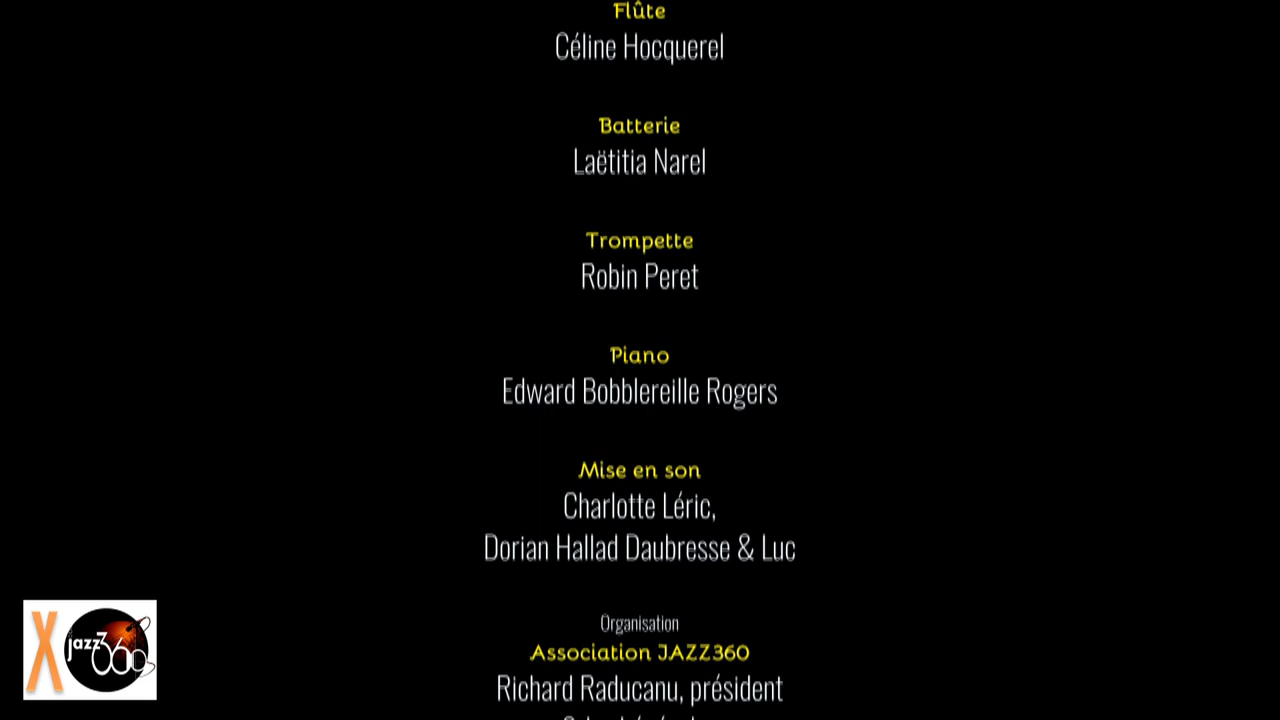 Flûte
Céline Hocquerel
Batterie
Laëtitia Narel
Trompette
Robin Peret
Piano
Edward Bobblereille Rogers
Mise en son
Charlotte Léric,
Dorian Hallad Daubresse & Luc
Organisation
Association JAZZ360
Richard Raducanu, président
X jazz360